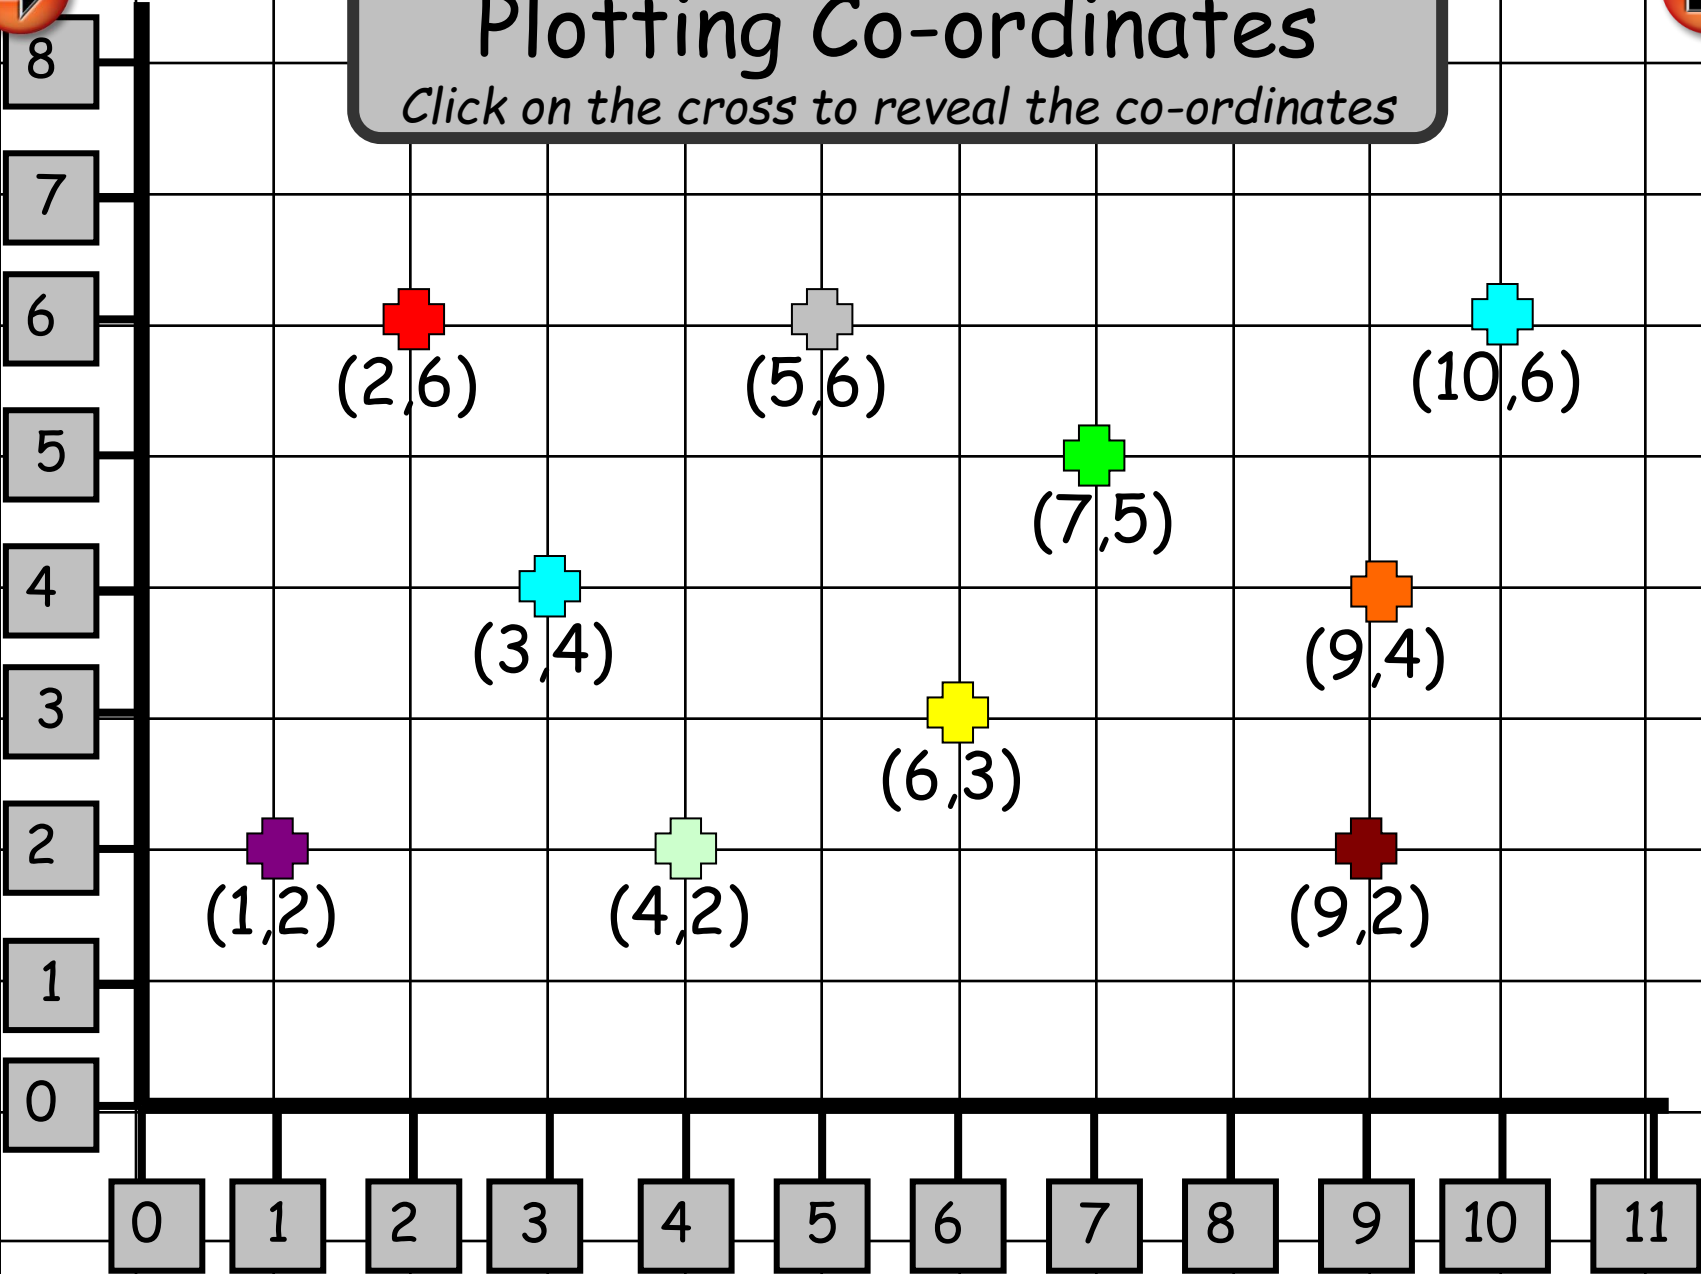 Plotting Co-ordinates
Click on the cross to reveal the co-ordinates
8
7
6
(2,6) (5,6) (10,6)
5
(7,5)
4
(3,4) (9,4)
3
(6,3)
2
(1,2) (4,2) (9,2)
1
0
0 1 2 3 4 5 6 7 8 9 10 11